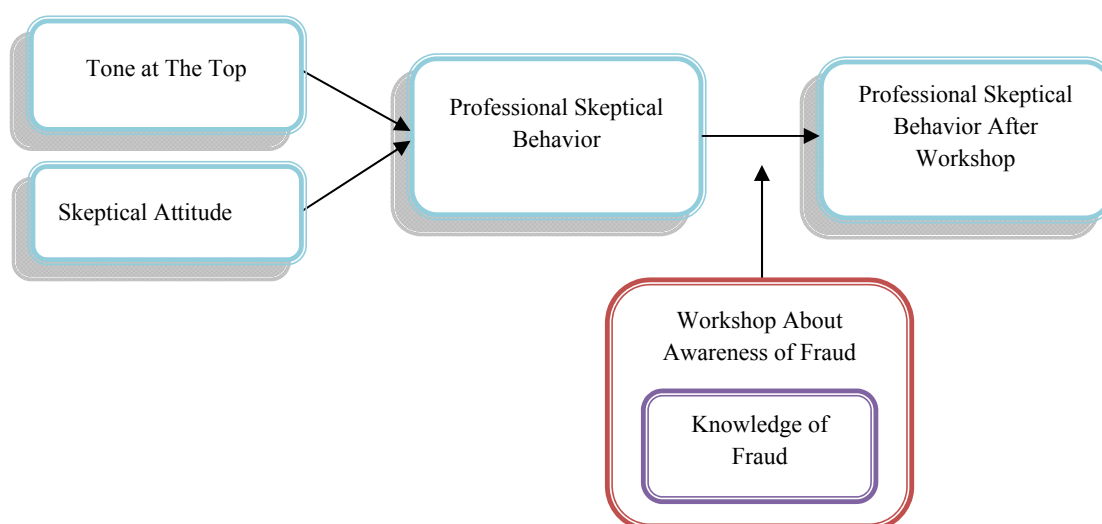 Tone at The Top
Skeptical Attitude
Professional Skeptical
Behavior
Professional Skeptical
Behavior After
Workshop
Workshop About
Awareness of Fraud
Knowledge of
Fraud